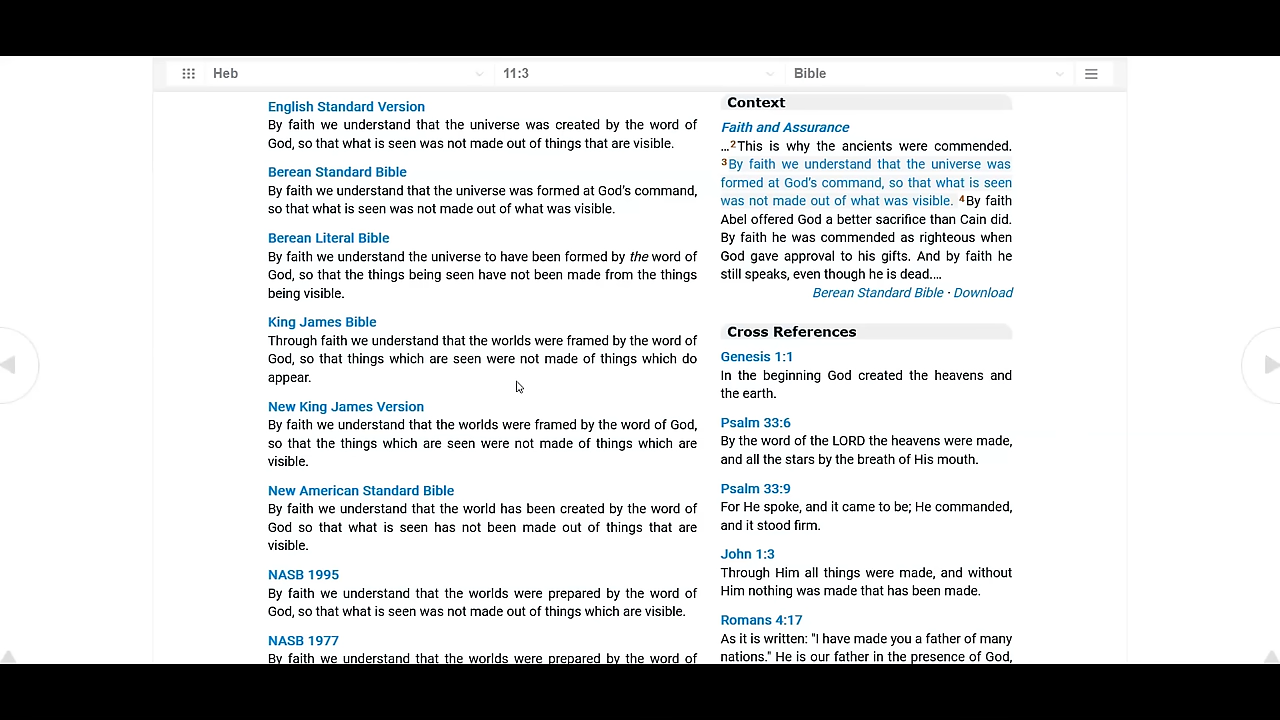 Heb
11:3
Bible
English Standard Version
By faith we understand that the universe was created by the word of
God, so that what is seen was not made out of things that are visible.
Berean Standard Bible
By faith we understand that the universe was formed at God’s command,
so that what is seen was not made out of what was visible.
Berean Literal Bible
By faith we understand the universe to have been formed by the word of
God, so that the things being seen have not been made from the things
being visible.
King James Bible
Through faith we understand that the worlds were framed by the word of
God, so that things which are seen were not made of things which do
appear.
New King James Version
By faith we understand that the worlds were framed by the word of God,
so that the things which are seen were not made of things which are
visible.
New American Standard Bible
By faith we understand that the world has been created by the word of
God so that what is seen has not been made out of things that are
visible.
NASB 1995
By faith we understand that the worlds were prepared by the word of
God, so that what is seen was not made out of things which are visible.
NASB 1977
By faith we understand that the worlds were prepared by the word of
Context
Faith and Assurance
…2This is why the ancients were commended.
3By faith we understand that the universe was
formed at God’s command, so that what is seen
was not made out of what was visible. 4By faith
Abel offered God a better sacrifice than Cain did.
By faith he was commended as righteous when
God gave approval to his gifts. And by faith he
still speaks, even though he is dead.…
Berean Standard Bible · Download
Cross References
Genesis 1:1
In the beginning God created the heavens and
the earth.
Psalm 33:6
By the word of the LORD the heavens were made,
and all the stars by the breath of His mouth.
Psalm 33:9
For He spoke, and it came to be; He commanded,
and it stood firm.
John 1:3
Through Him all things were made, and without
Him nothing was made that has been made.
Romans 4:17
As it is written: "I have made you a father of many
nations." He is our father in the presence of God,